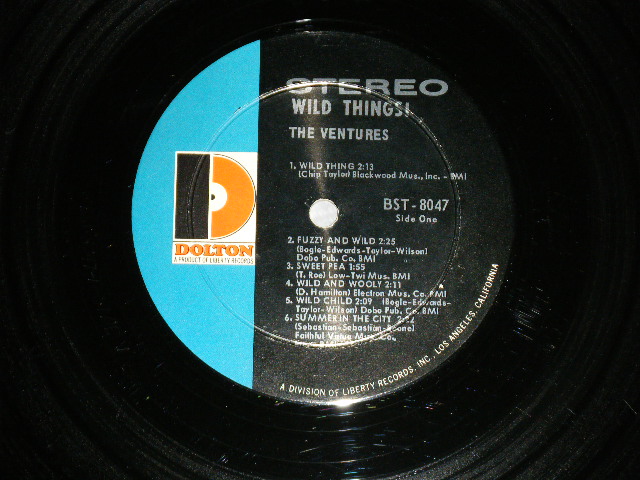 STEREO
WILD THINGS!
THE VENTURES
1. WILD THING 2:13
(Chip Taylor) Blackwood Mus., Inc. - BMI
BST - 8047
Side One
2. FUZZY AND WILD 2:25
(Bogle-Edwards-Taylor-Wilson)
Dobo Pub. Co. BMI
3. SWEET PEA 1:55
(T. Roe) Low-Twi Mus. BMI
4. WILD AND WOOLY 2:11
(D. Hamilton) Electron Mus. Co. BMI
5. WILD CHILD 2:09 (Bogle-Edwards-
Taylor-Wilson) Dobo Pub. Co. BMI
6. SUMMER IN THE CITY
(Sebastian-Sebastian-Boone)
Faithful Virtue Mus. Co.
BMI
DOLTON
A PRODUCT OF LIBERTY RECORDS
A DIVISION OF LIBERTY RECORDS, INC. LOS ANGELES, CALIFORNIA